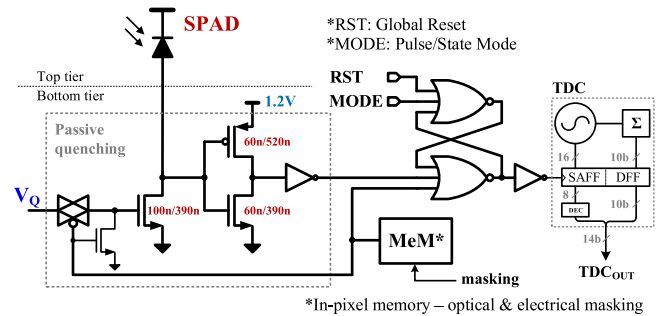 SPAD
*RST: Global Reset
*MODE: Pulse/State Mode
Top tier
Bottom tier
RST
MODE
1.2V
TDC
Passive
quenching
60n/520n
Σ
16
10b
SAFF
DFF
VQ
100n/390n
60n/390n
8
10b
DEC
MeM*
14b
masking
TDCOUT
*In-pixel memory – optical & electrical masking